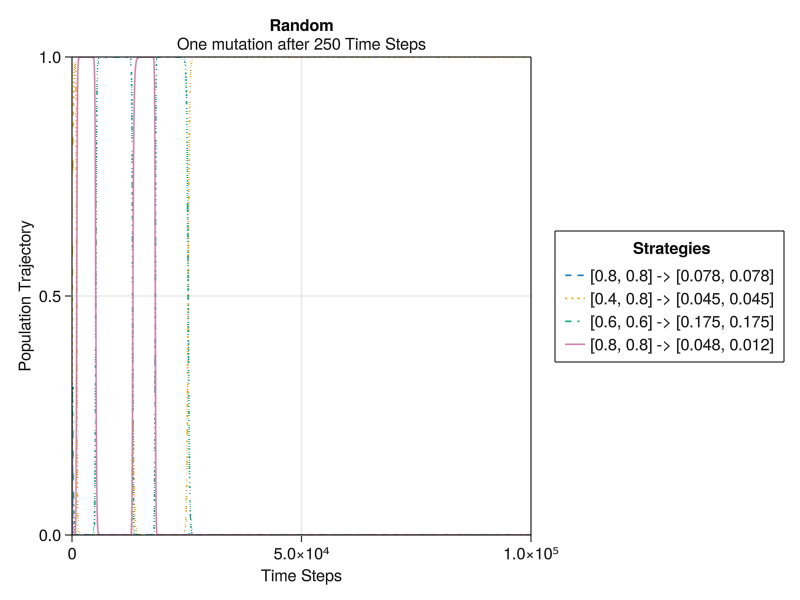 Random
One mutation after 250 Time Steps
1.0
0.5
0.0
Population Trajectory
0
5.0×10⁴
1.0×10⁵
Time Steps
Strategies
[0.8, 0.8] -> [0.078, 0.078]
[0.4, 0.8] -> [0.045, 0.045]
[0.6, 0.6] -> [0.175, 0.175]
[0.8, 0.8] -> [0.048, 0.012]